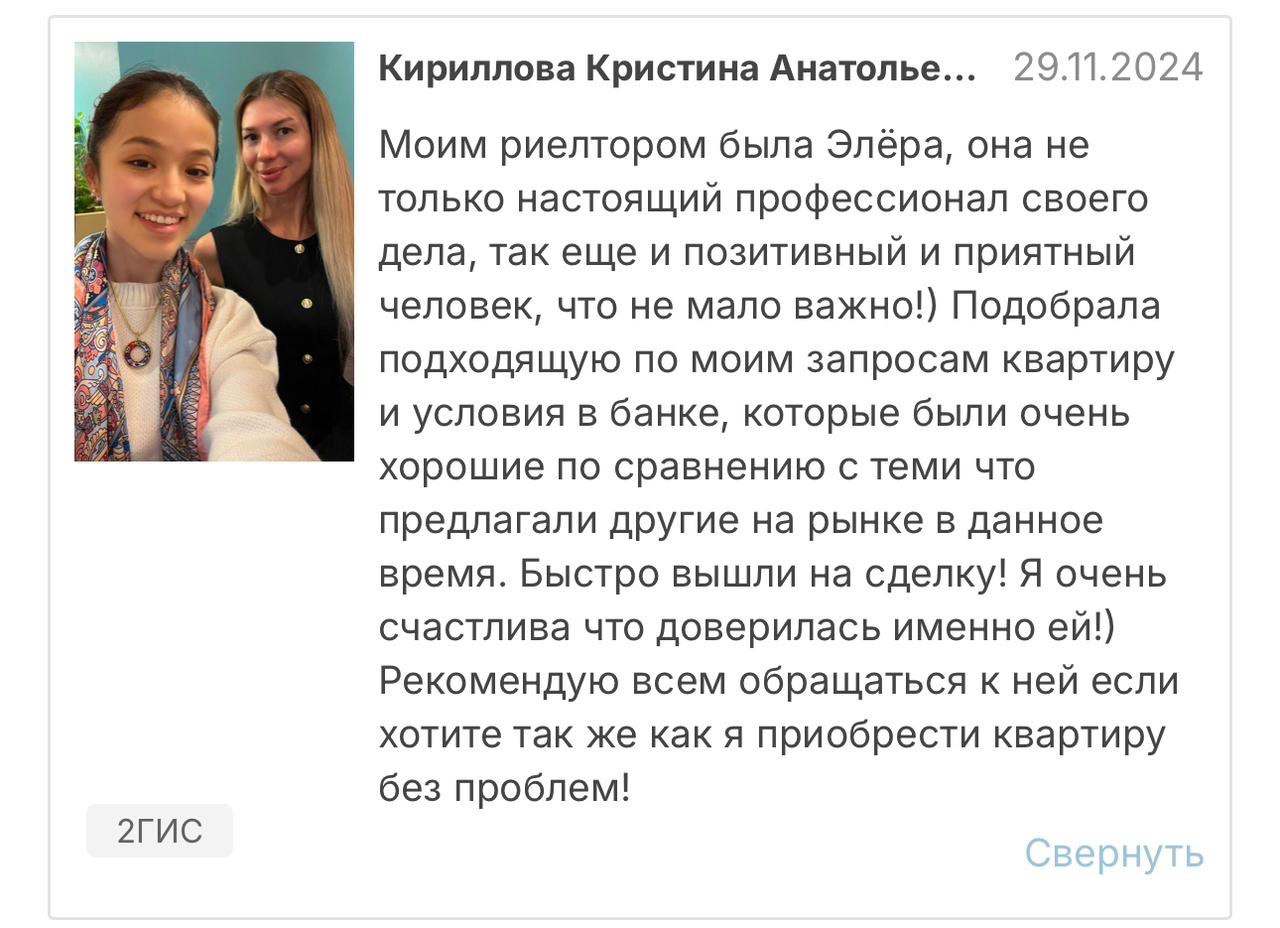 Кириллова Кристина Анатолье... 29.11.2024
Моим риелтором была Элёра, она не
только настоящий профессионал своего
дела, так еще и позитивный и приятный
человек, что не мало важно!) Подобрала
подходящую по моим запросам квартиру
и условия в банке, которые были очень
хорошие по сравнению с теми что
предлагали другие на рынке в данное
время. Быстро вышли на сделку! Я очень
счастлива что доверилась именно ей!)
Рекомендую всем обращаться к ней если
хотите так же как я приобрести квартиру
без проблем!
2ГИС
Свернуть